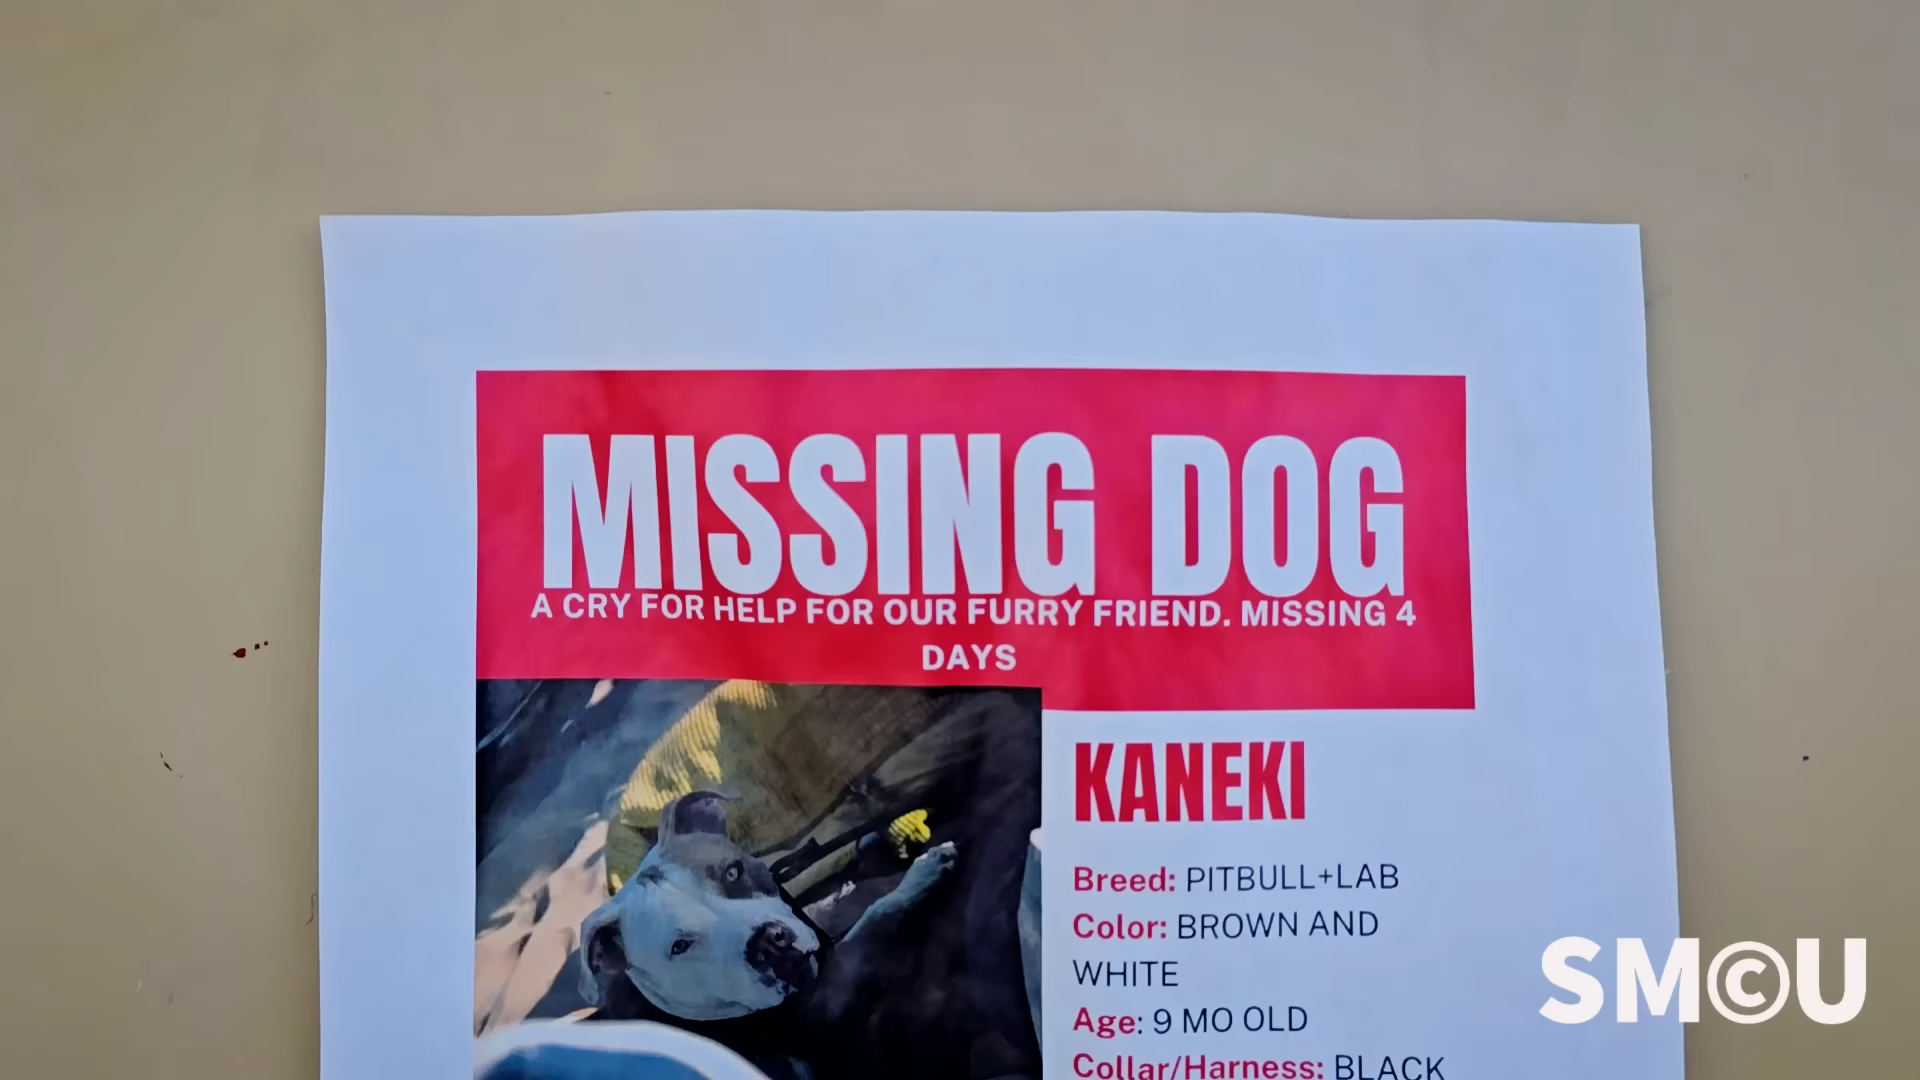 MISSING DOG
A CRY FOR HELP FOR OUR FURRY FRIEND. MISSING 4
DAYS
KANEKI
Breed: PITBULL+LAB
Color: BROWN AND
WHITE
Age: 9 MO OLD
Collar/Harness: BLACK
SM©U